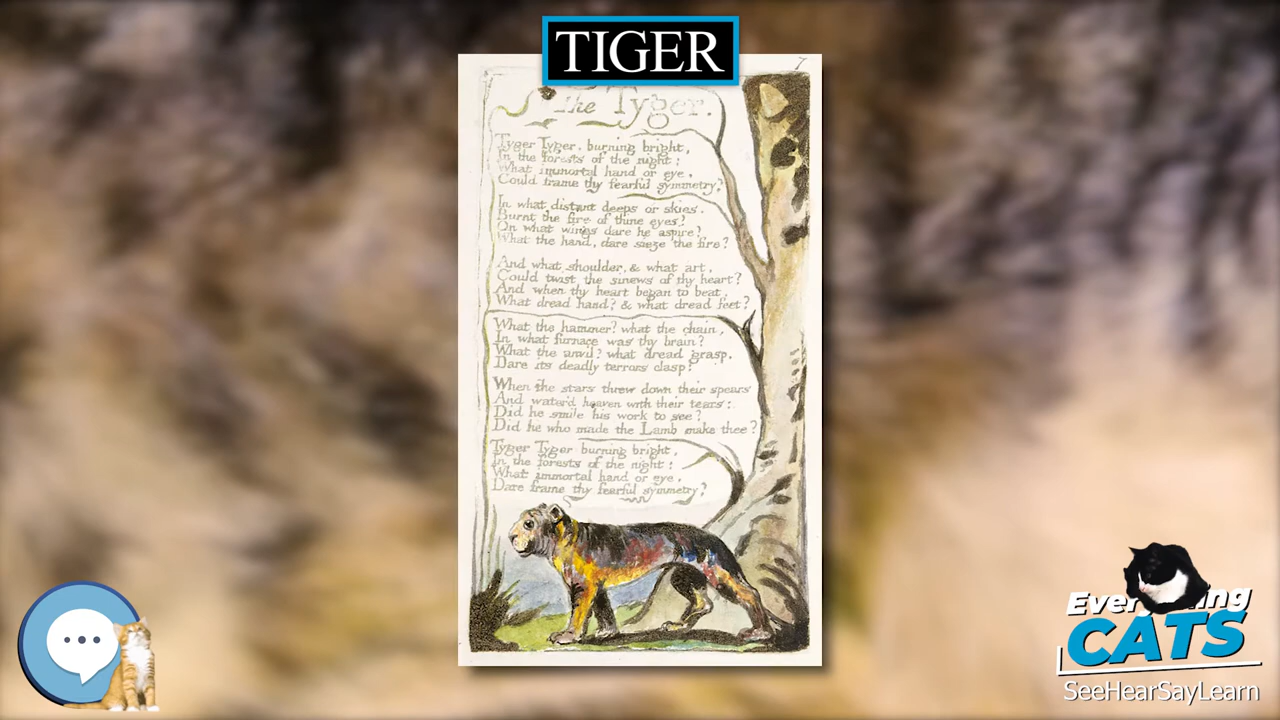 TIGER
7
The Tyger.
Tyger Tyger, burning bright,
In the forests of the night:
What immortal hand or eye,
Could frame thy fearful symmetry?
In what distant deeps or skies.
Burnt the fire of thine eyes?
On what wings dare he aspire?
What the hand, dare sieze the fire?
And what shoulder, & what art,
Could twist the sinews of thy heart?
And when thy heart began to beat,
What dread hand? & what dread feet?
What the hammer? what the chain,
In what furnace was thy brain?
What the anvil? what dread grasp,
Dare its deadly terrors clasp!
When the stars threw down their spears
And water'd heaven with their tears:
Did he smile his work to see?
Did he who made the Lamb make thee?
Tyger Tyger burning bright,
In the forests of the night:
What immortal hand or eye,
Dare frame thy fearful symmetry?
Everything
CATS
SeeHearSayLearn